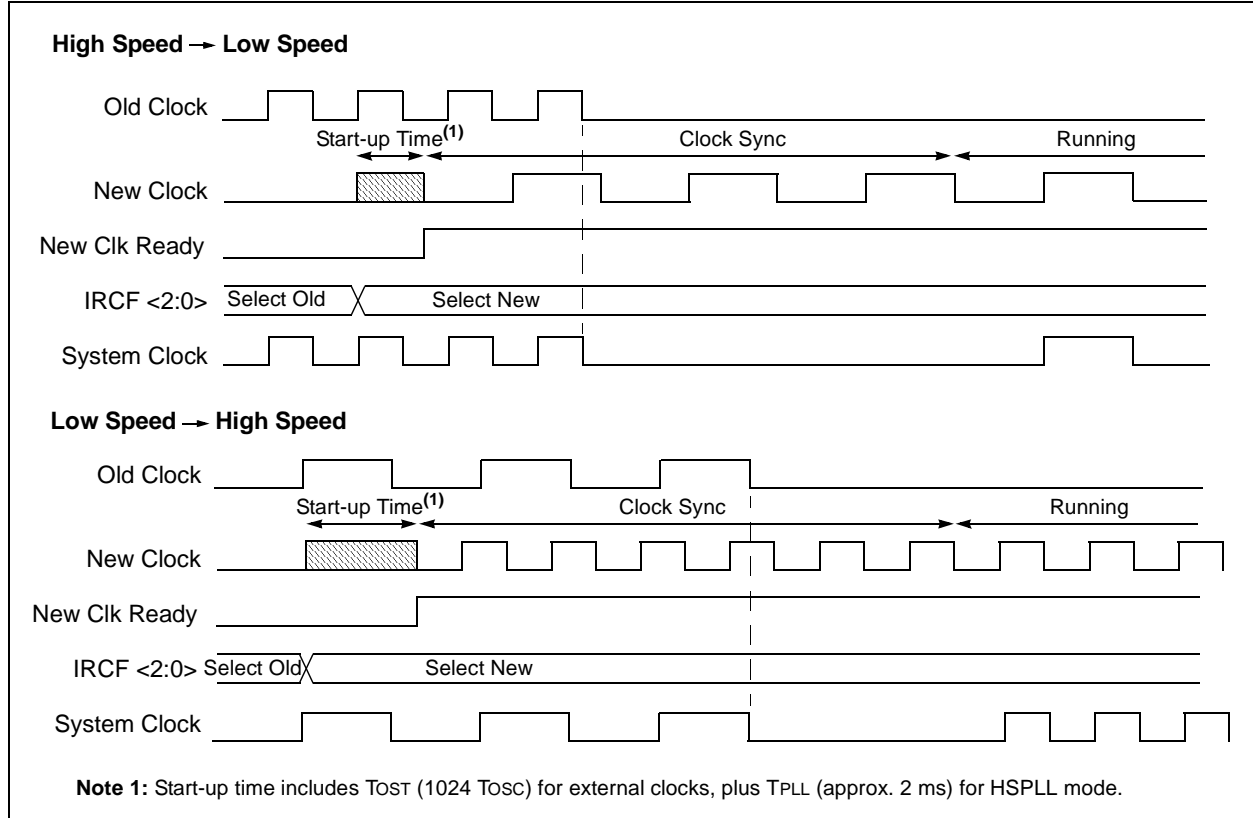 High Speed → Low Speed
Old Clock
Start-up Time(1)
Clock Sync
Running
New Clock
New Clk Ready
IRCF <2:0>
Select Old
Select New
System Clock
Low Speed → High Speed
Old Clock
Start-up Time(1)
Clock Sync
Running
New Clock
New Clk Ready
IRCF <2:0>
Select Old
Select New
System Clock
Note 1: Start-up time includes TOST (1024 TOSC) for external clocks, plus TPLL (approx. 2 ms) for HSPLL mode.